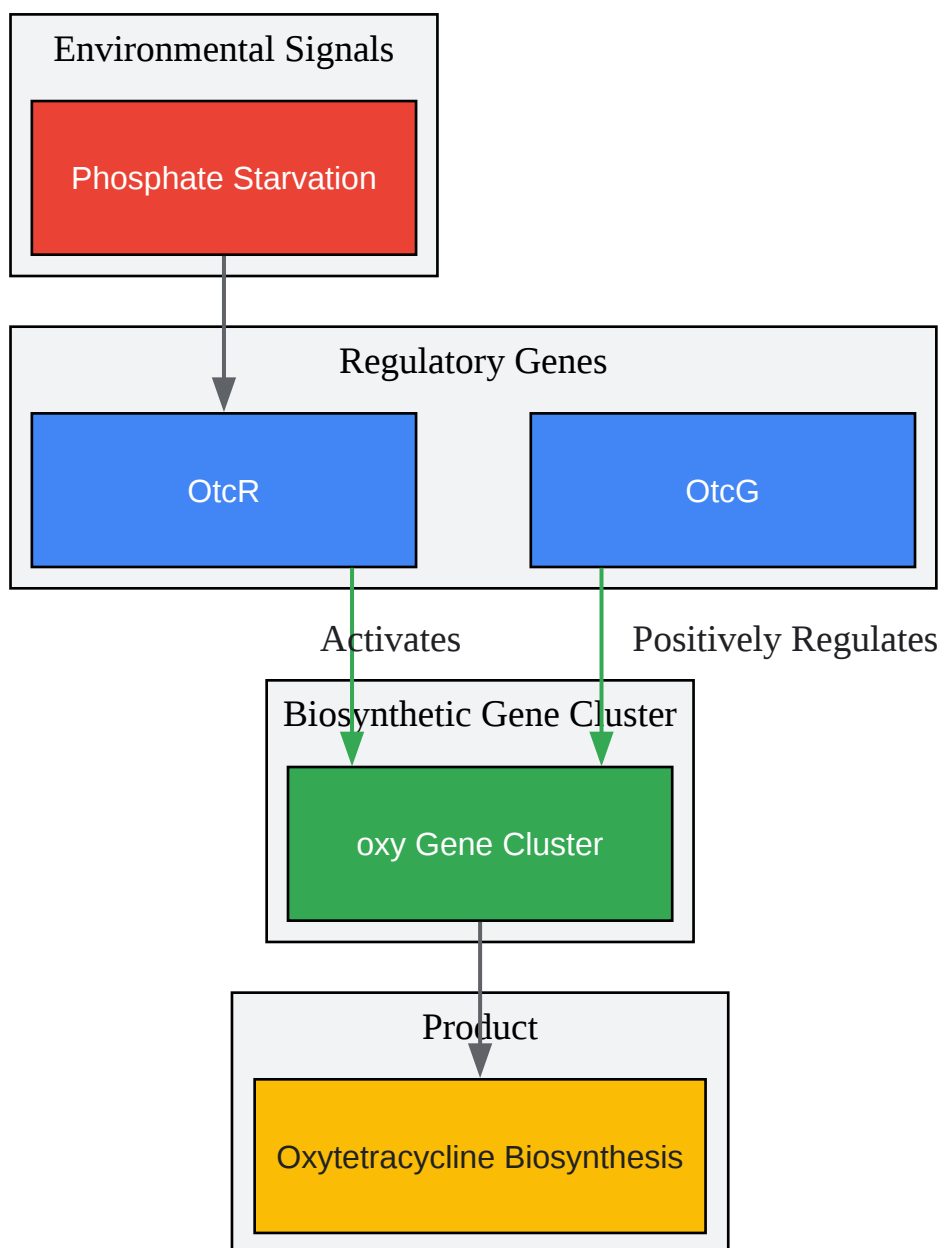 Environmental Signals
Phosphate Starvation
Regulatory Genes
OtcR
OtcG
Activates
Positively Regulates
Biosynthetic Gene Cluster
oxy Gene Cluster
Product
Oxytetracycline Biosynthesis